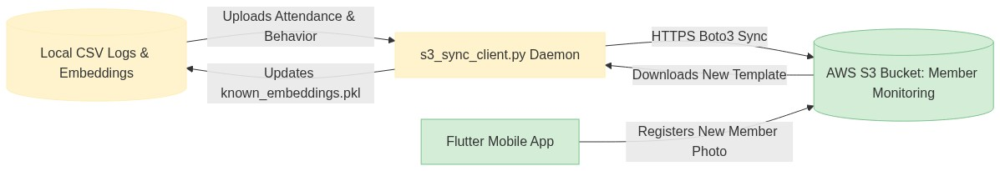 Uploads Attendance &
Behavior
HTTPS Boto3 Sync
Local CSV Logs &
Embeddings
s3_sync_client.py Daemon
AWS S3 Bucket: Member
Monitoring
Updates
known_embeddings.pkl
Downloads New Template
Flutter Mobile App
Registers New Member
Photo